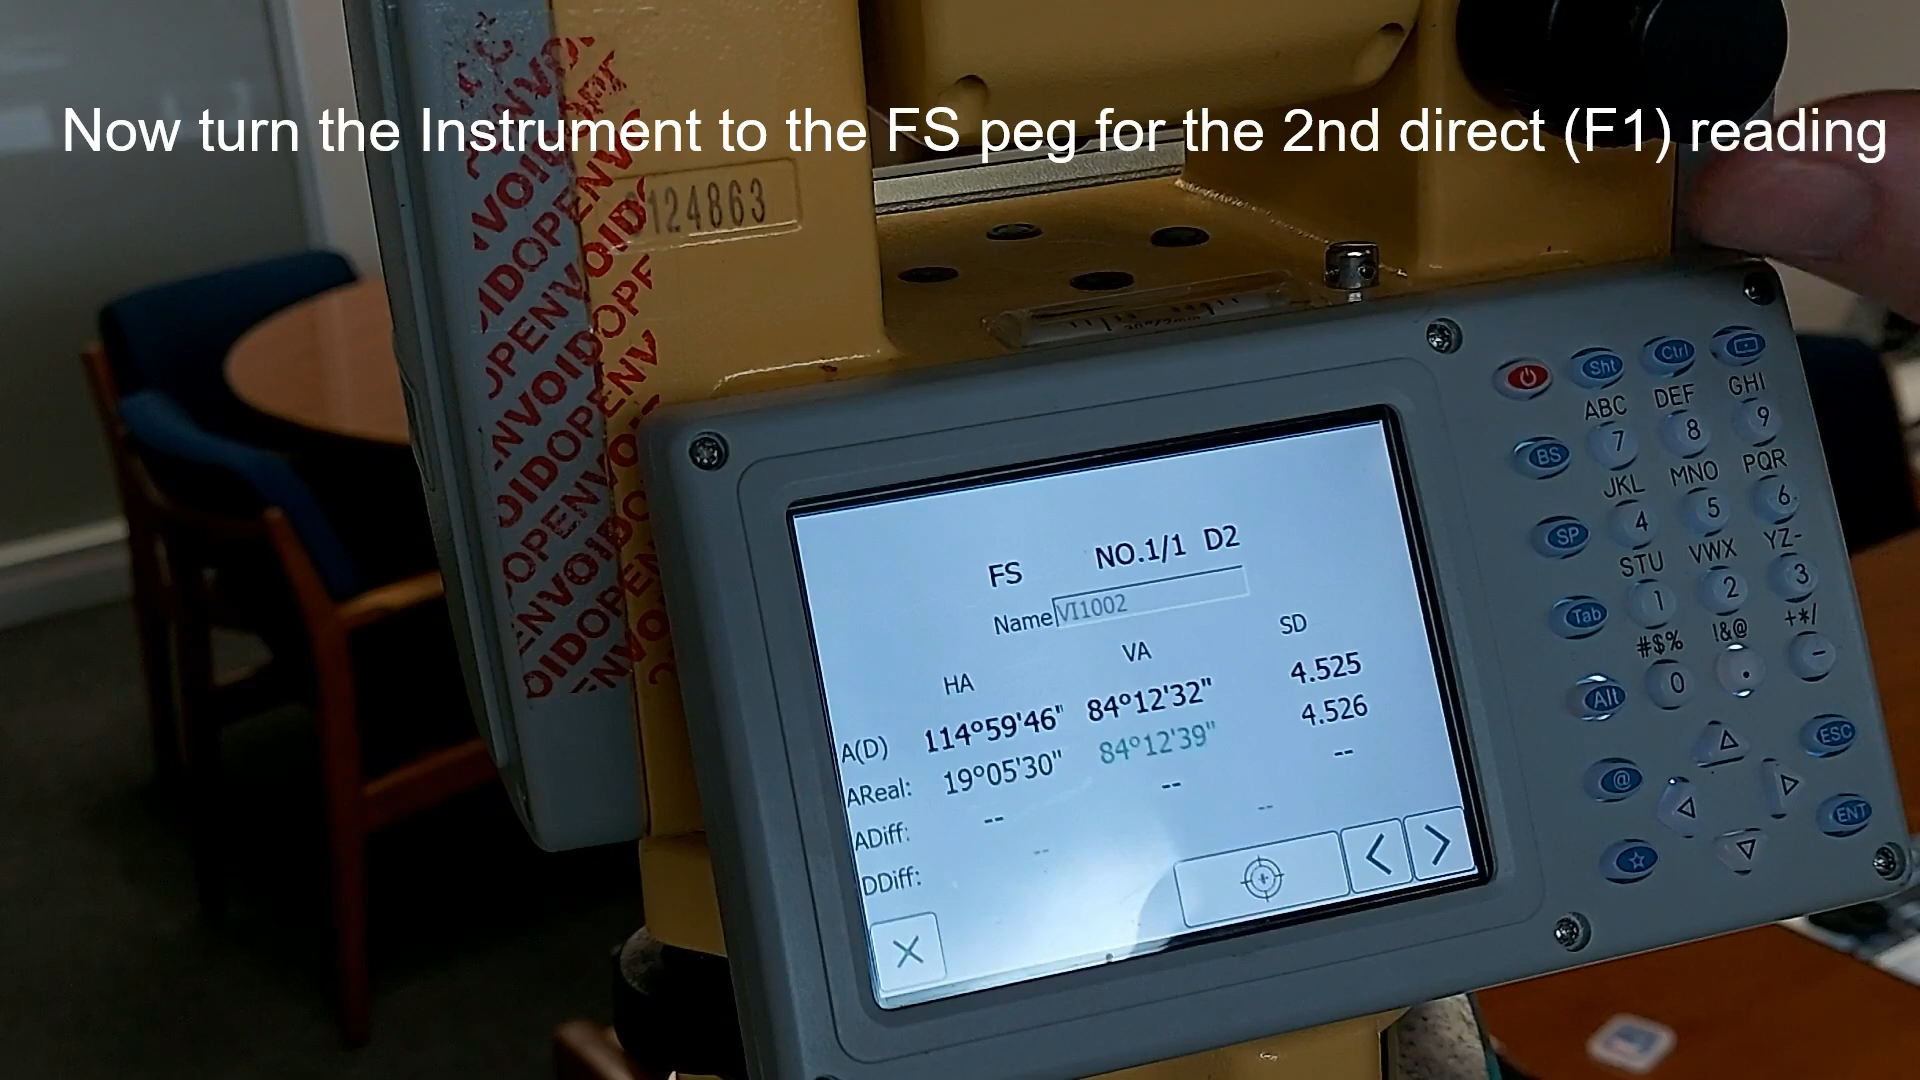 Now turn the Instrument to the FS peg for the 2nd direct (F1) reading
124863
FS NO.1/1 D2
Name VI1002
HA VA SD
A(D) 114°59'46" 84°12'32" 4.525
AReal: 19°05'30" 84°12'39" 4.526
ADiff: -- -- --
DDiff: -- --
Sht Ctrl
ABC DEF GHI
BS 7 8 9
JKL MNO PQR
SP 4 5 6
STU VWX YZ-
Tab 1 2 3
#$% !&@ +*/
Alt 0 . -
@ ESC
ENT
OPENVOID